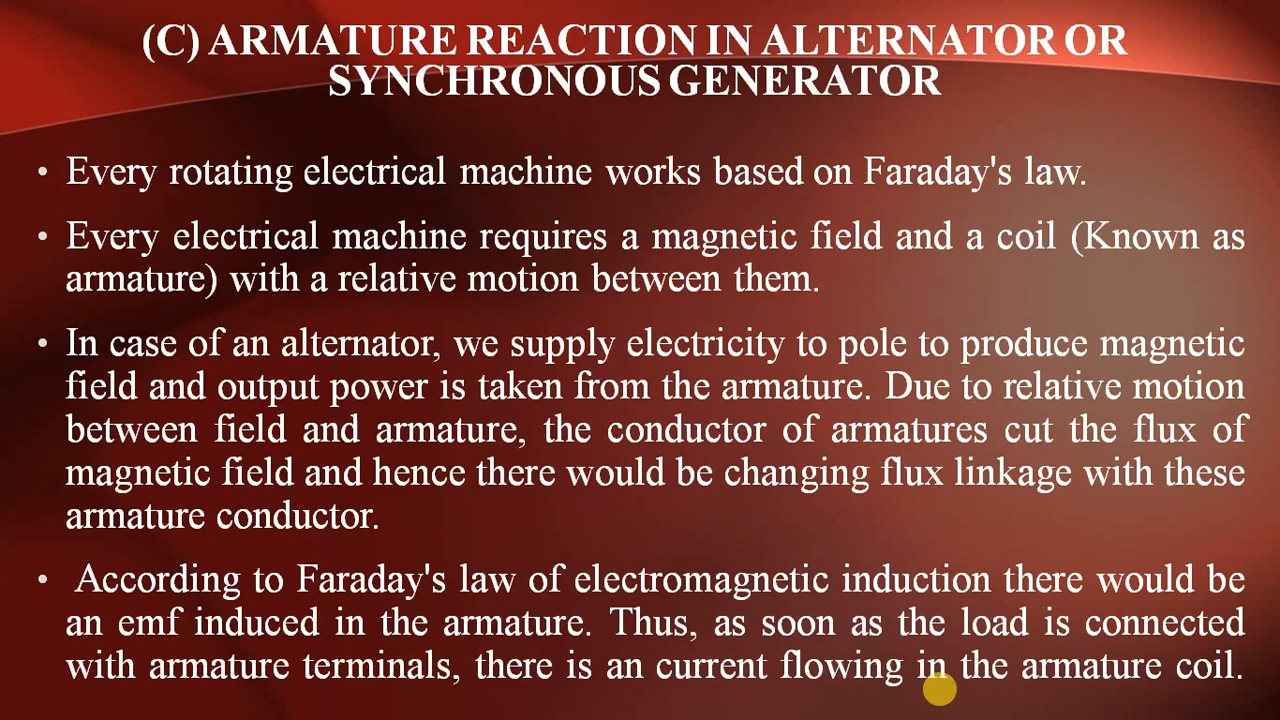 (C) ARMATURE REACTION IN ALTERNATOR OR
SYNCHRONOUS GENERATOR
• Every rotating electrical machine works based on Faraday's law.
• Every electrical machine requires a magnetic field and a coil (Known as
armature) with a relative motion between them.
• In case of an alternator, we supply electricity to pole to produce magnetic
field and output power is taken from the armature. Due to relative motion
between field and armature, the conductor of armatures cut the flux of
magnetic field and hence there would be changing flux linkage with these
armature conductor.
• According to Faraday's law of electromagnetic induction there would be
an emf induced in the armature. Thus, as soon as the load is connected
with armature terminals, there is an current flowing in the armature coil.